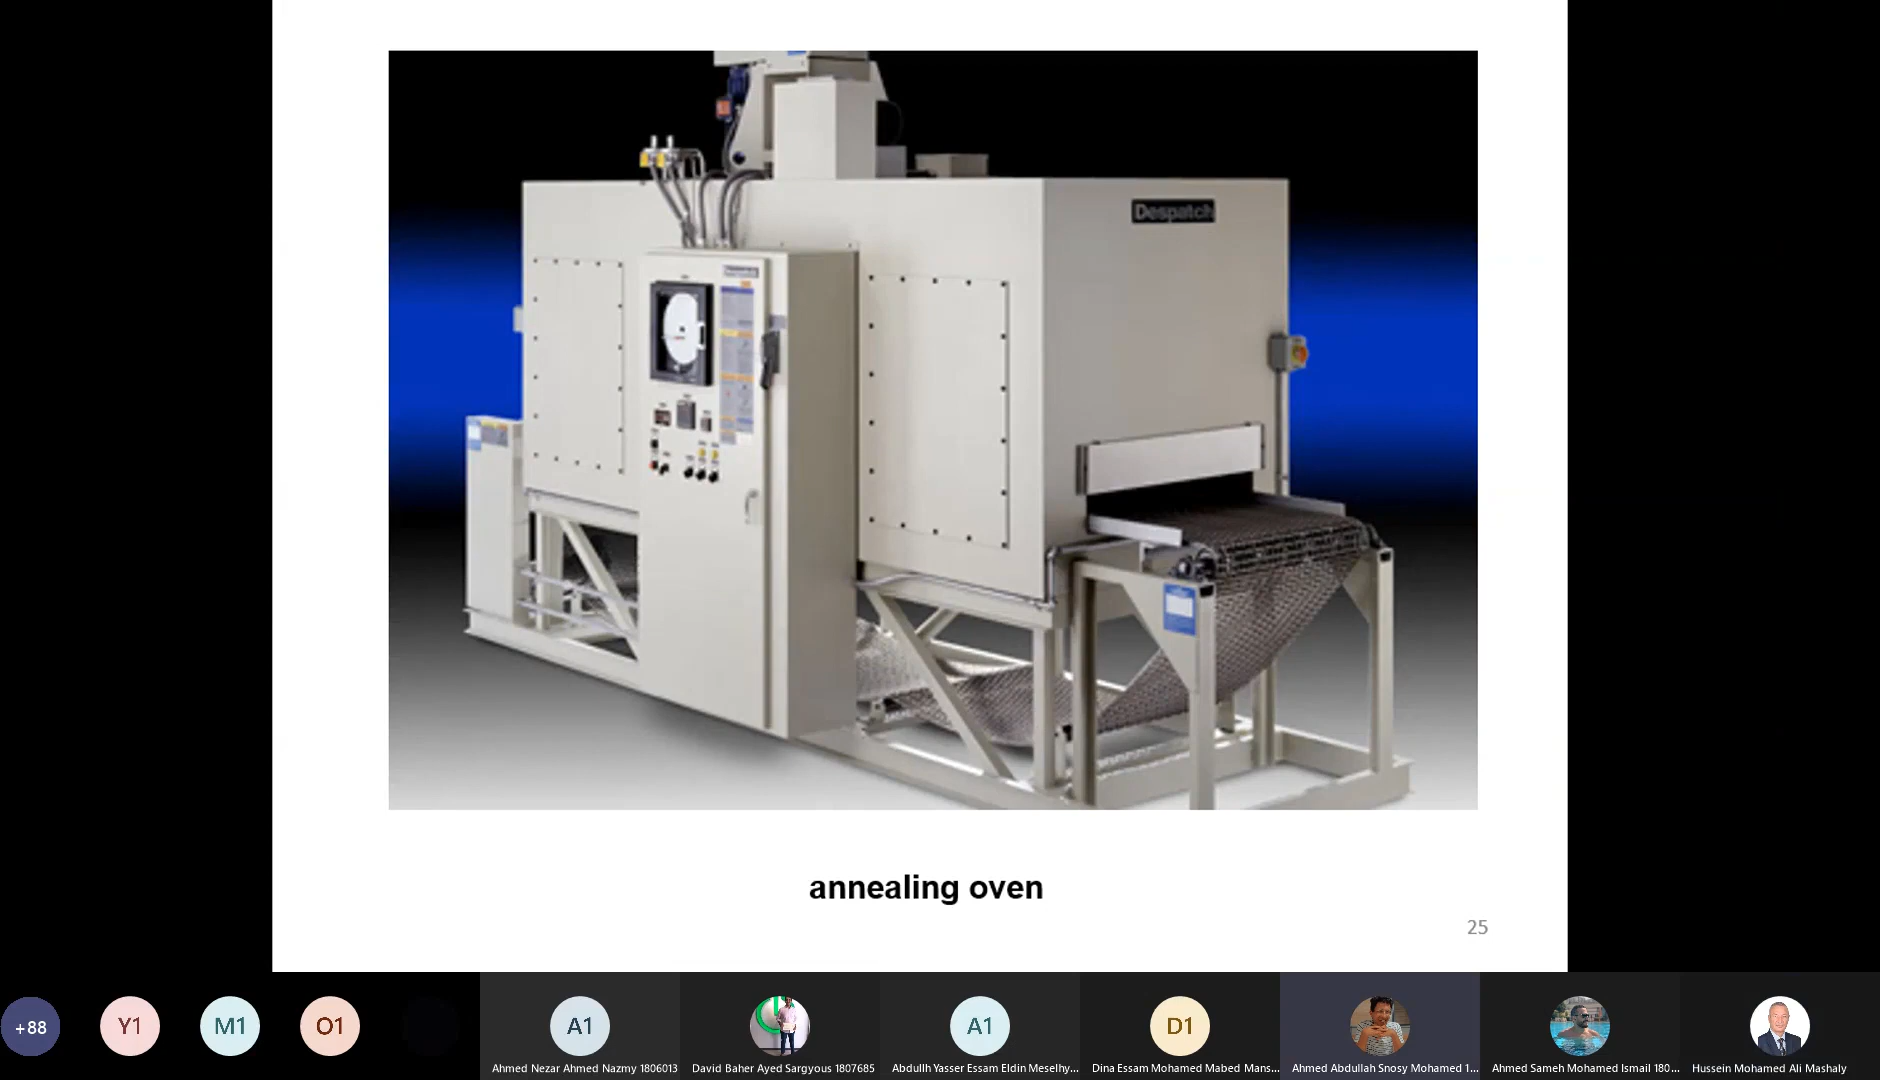 Despatch
annealing oven
25
+88
Y1
M1
O1
A1
A1
D1
Ahmed Nezar Ahmed Nazmy 1806013
David Baher Ayed Sargyous 1807685
Abdullh Yasser Essam Eldin Meselhy...
Dina Essam Mohamed Mabed Mans...
Ahmed Abdullah Snosy Mohamed 1...
Ahmed Sameh Mohamed Ismail 180...
Hussein Mohamed Ali Mashaly